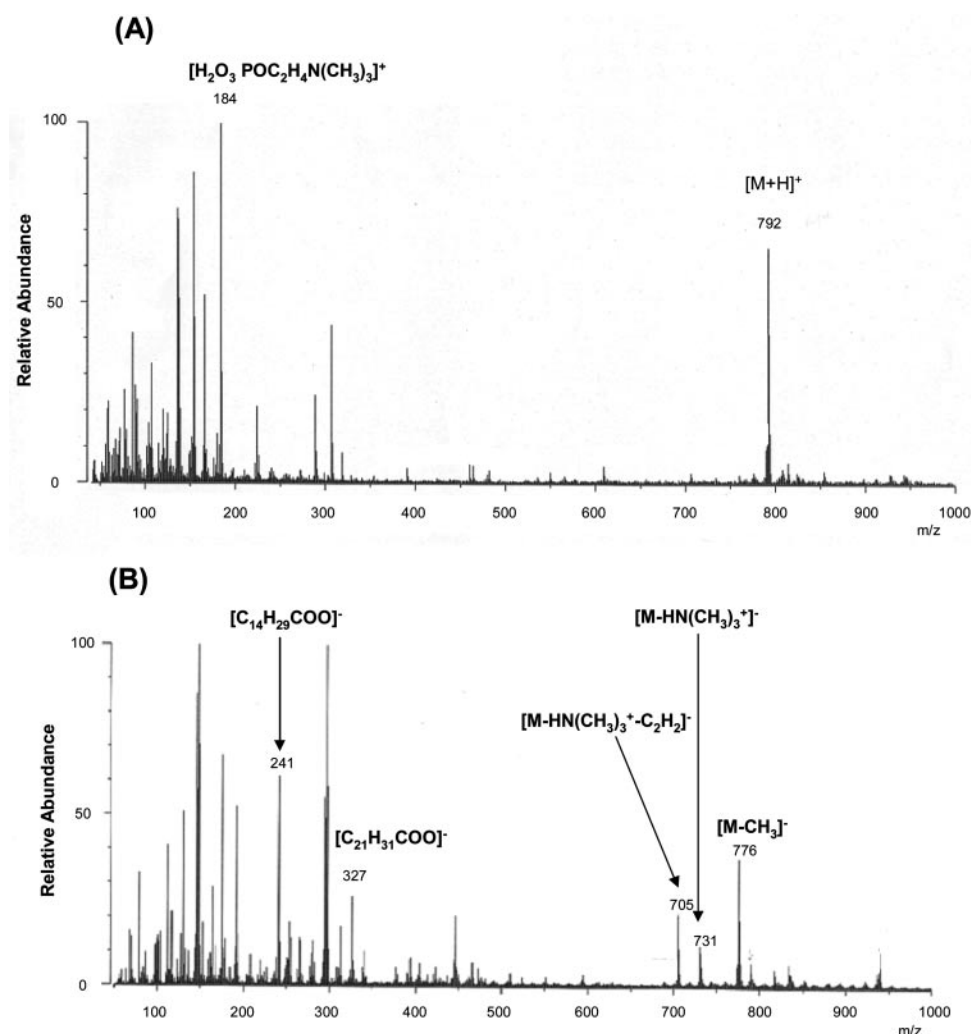 (A)
[H₂O₃ POC₂H₄N(CH₃)₃]⁺
184
[M+H]⁺
792
100
50
0
Relative Abundance
100 200 300 400 500 600 700 800 900 1000
m/z
(B)
[C₁₄H₂₉COO]⁻
[M-HN(CH₃)₃⁺]⁻
[M-HN(CH₃)₃⁺-C₂H₂]⁻
241
[C₂₁H₃₁COO]⁻
327
[M-CH₃]⁻
776
705
731
100
50
0
Relative Abundance
100 200 300 400 500 600 700 800 900 1000
m/z